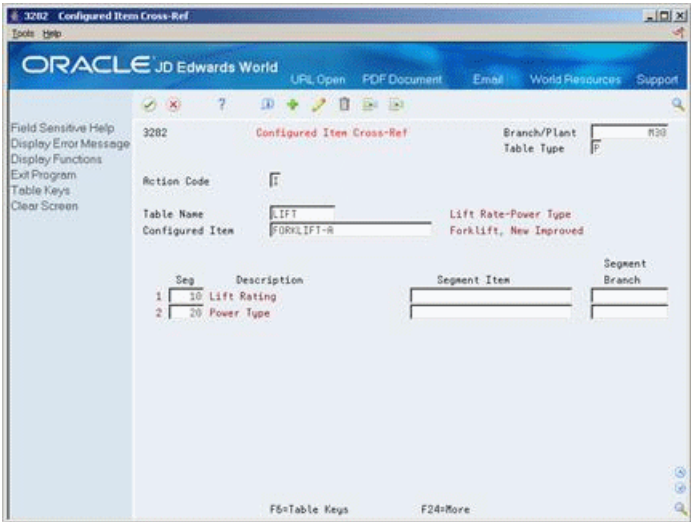 3282 Configured Item Cross-Ref
Tools Help
ORACLE JD Edwards World
URL Open PDF Document Email World Resources Support
Field Sensitive Help
Display Error Message
Display Functions
Exit Program
Table Keys
Clear Screen
3282 Configured Item Cross-Ref Branch/Plant M30
Table Type P
Action Code I
Table Name LIFT Lift Rate-Power Type
Configured Item FORKLIFT-A Forklift, New Improved
Segment
Seg Description Segment Item Branch
1 10 Lift Rating
2 20 Power Type
F6=Table Keys F24=More